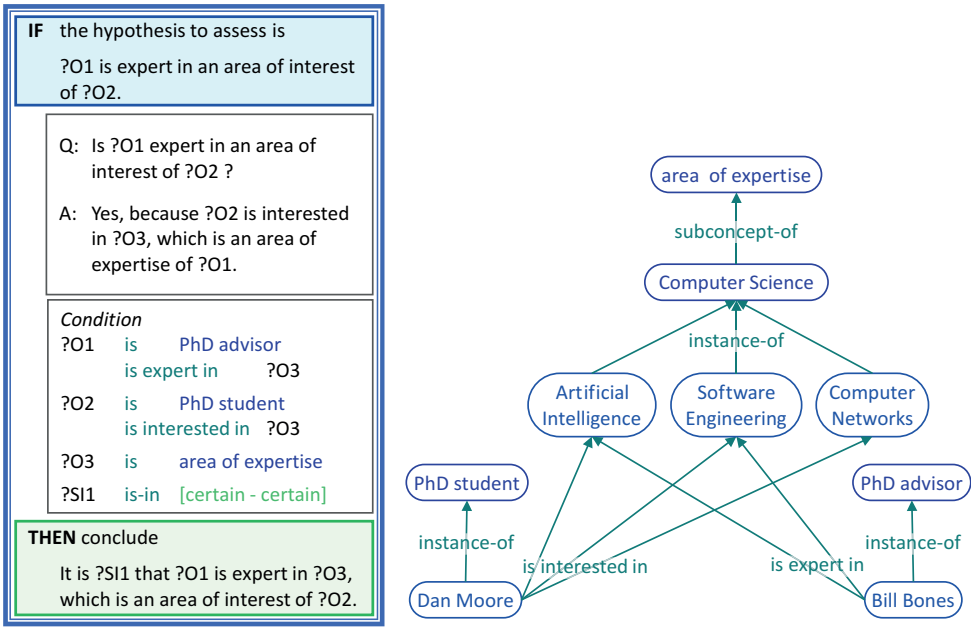 IF the hypothesis to assess is
?O1 is expert in an area of interest
of ?O2.
Q: Is ?O1 expert in an area of
interest of ?O2 ?
A: Yes, because ?O2 is interested
in ?O3, which is an area of
expertise of ?O1.
Condition
?O1 is PhD advisor
is expert in ?O3
?O2 is PhD student
is interested in ?O3
?O3 is area of expertise
?SI1 is-in [certain - certain]
THEN conclude
It is ?SI1 that ?O1 is expert in ?O3,
which is an area of interest of ?O2.
area of expertise
subconcept-of
Computer Science
instance-of
Artificial
Intelligence
Software
Engineering
Computer
Networks
PhD student
PhD advisor
instance-of
is interested in
is expert in
instance-of
Dan Moore
Bill Bones